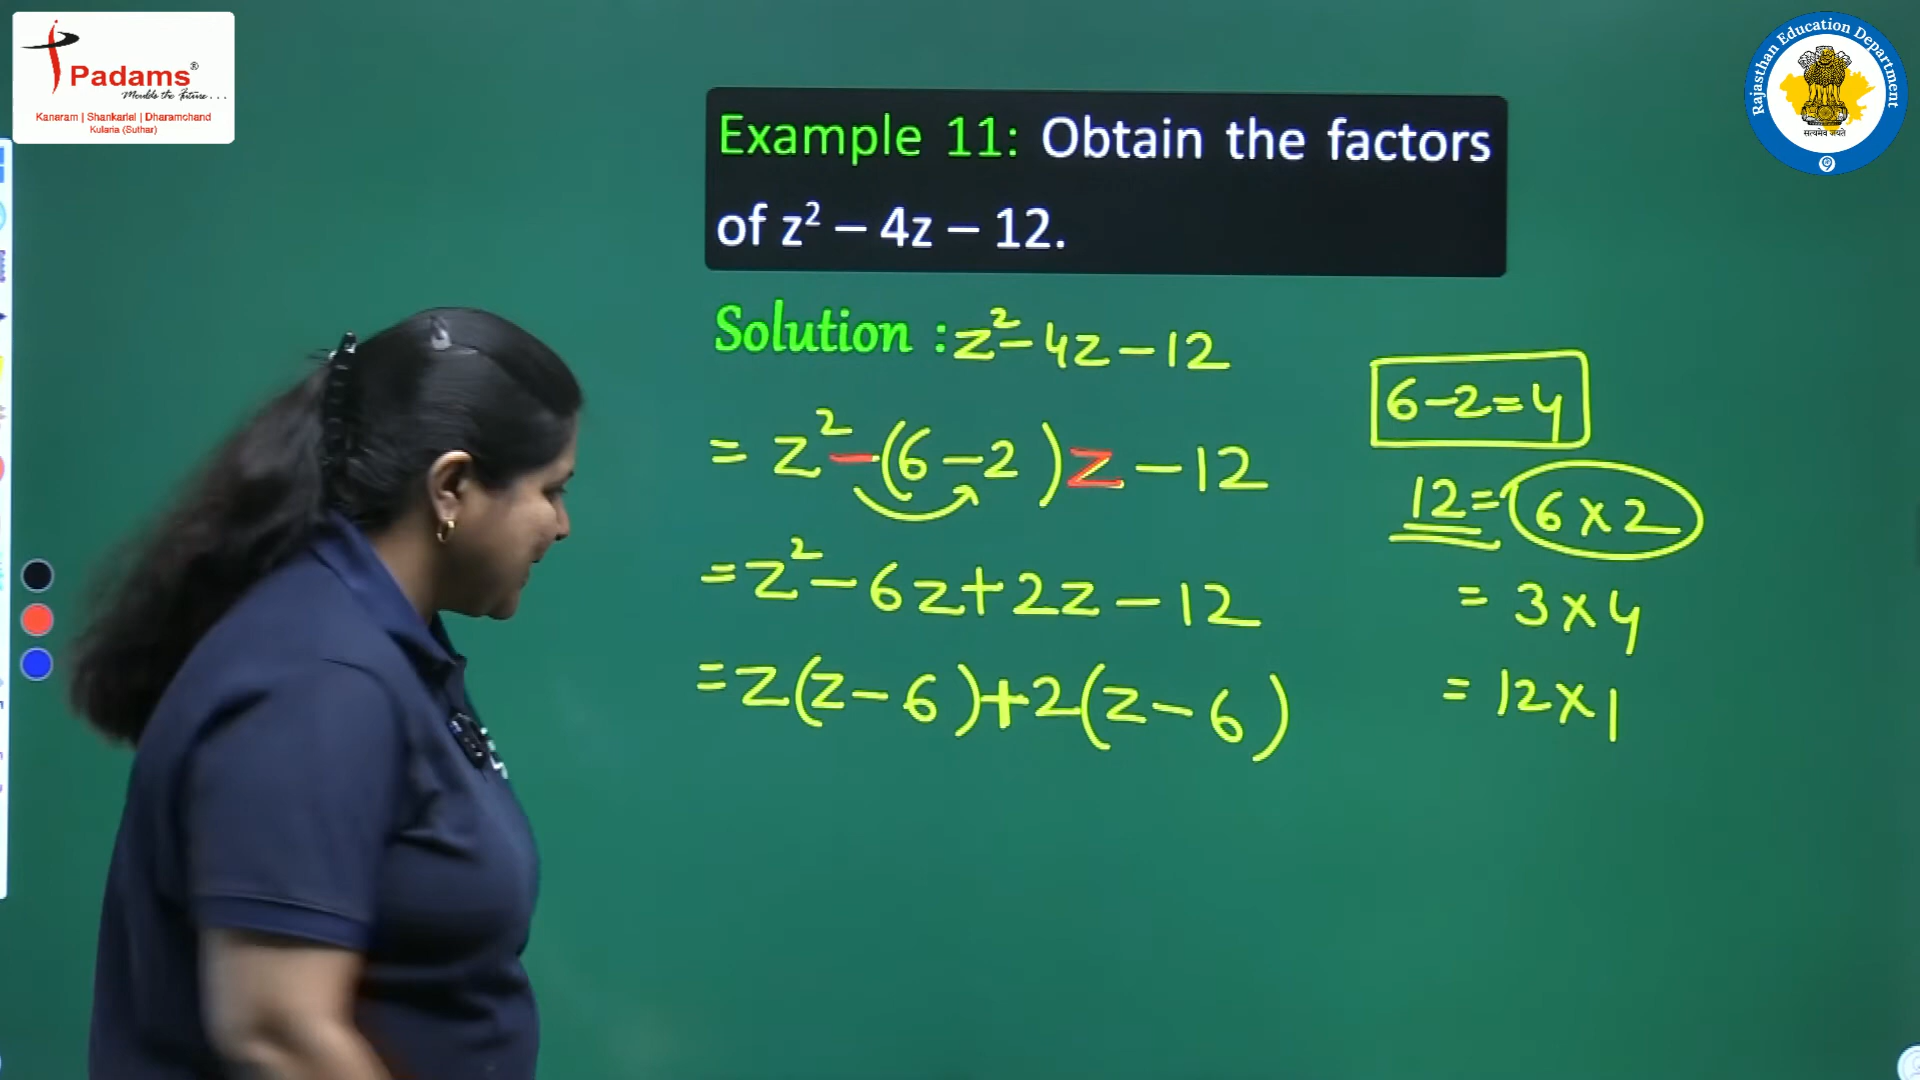 Padams®
Moulds the Future...
Kanaram | Shankarlal | Dharamchand
Kularia (Suthar)
Rajasthan Education Department
सत्यमेव जयते
Example 11: Obtain the factors
of z² – 4z – 12.
Solution : z² - 4z - 12
= z² - (6 - 2) z - 12
= z² - 6z + 2z - 12
= z(z - 6) + 2(z - 6)
6 - 2 = 4
12 = 6 × 2
= 3 × 4
= 12 × 1